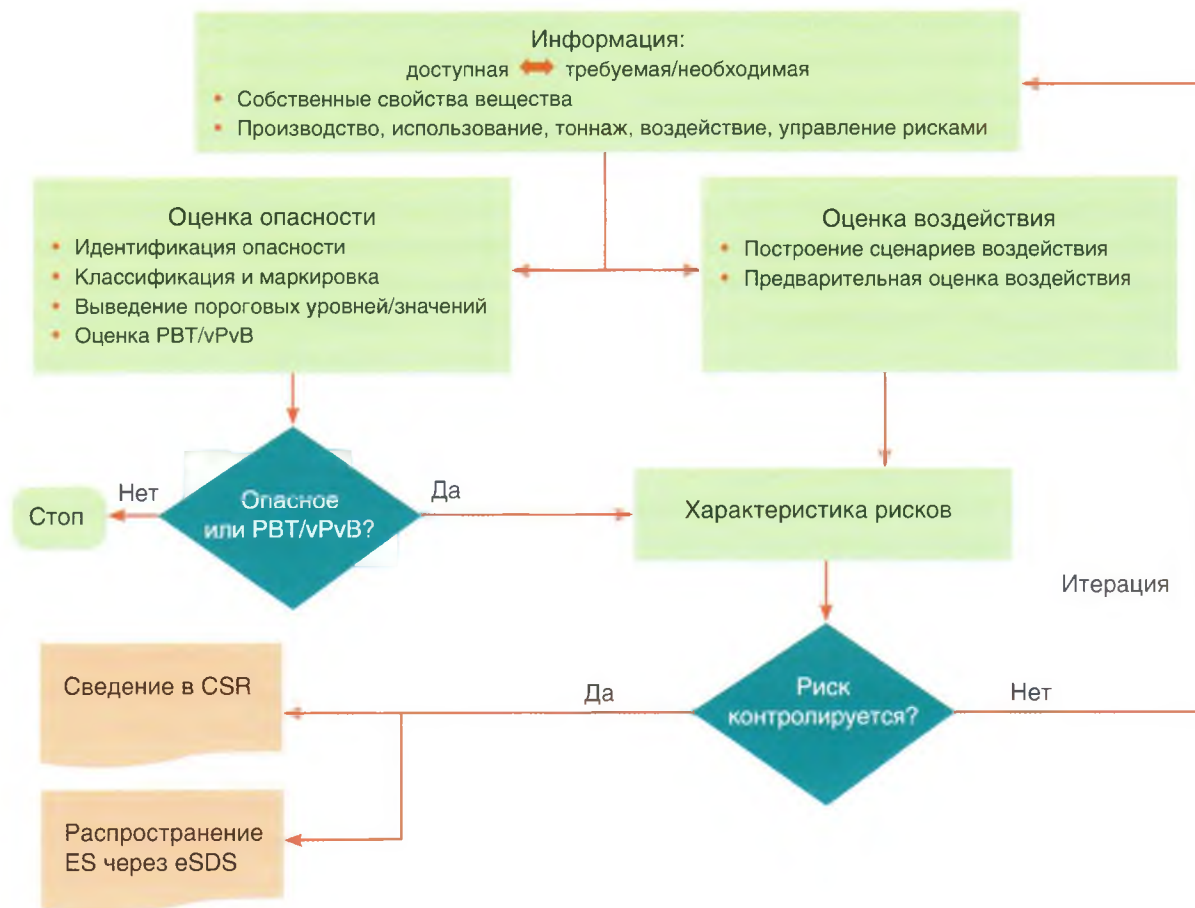 Информация:
доступная требуемая/необходимая
• Собственные свойства вещества
• Производство, использование, тоннаж, воздействие, управление рисками
Оценка опасности
• Идентификация опасности
• Классификация и маркировка
• Выведение пороговых уровней/значений
• Оценка PBT/vPvB
Оценка воздействия
• Построение сценариев воздействия
• Предварительная оценка воздействия
Стоп
Нет
Опасное
или PBT/vPvB?
Да
Характеристика рисков
Итерация
Сведение в CSR
Да
Риск
контролируется?
Нет
Распространение
ES через eSDS